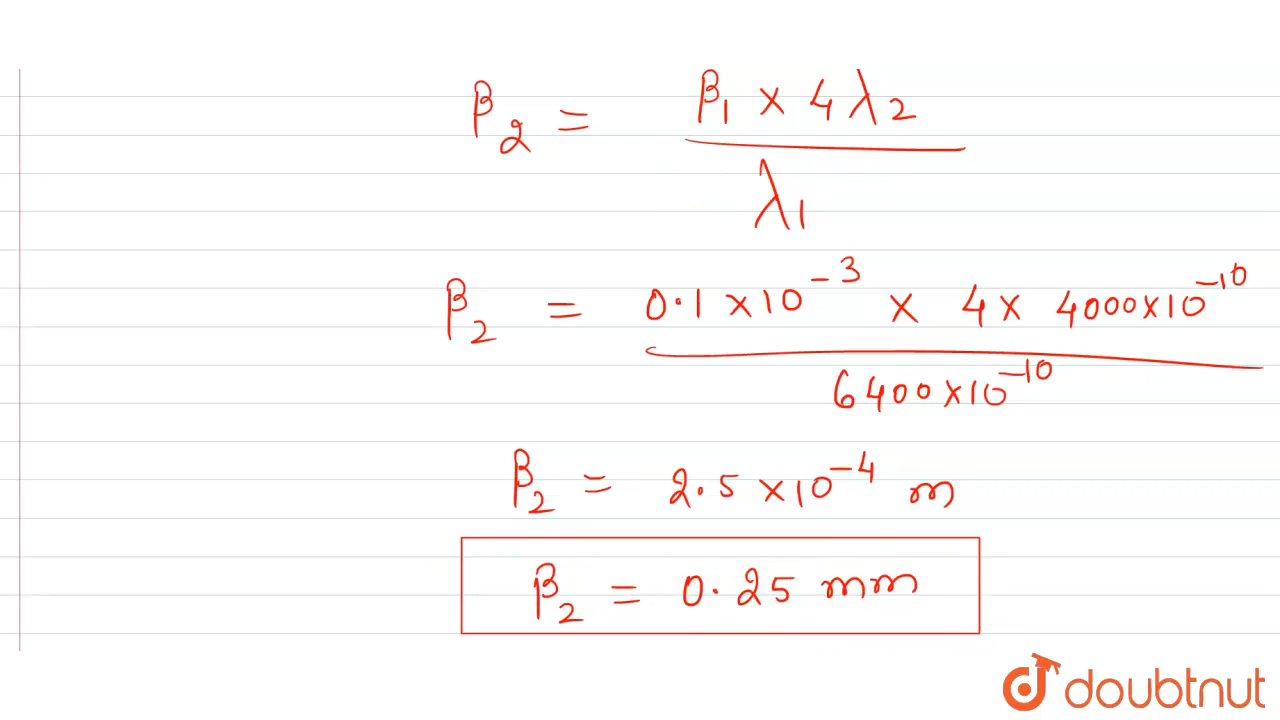 β₂ = β₁ × 4λ₂
λ₁
β₂ = 0.1 × 10⁻³ × 4 × 4000 × 10⁻¹⁰
6400 × 10⁻¹⁰
β₂ = 2.5 × 10⁻⁴ m
β₂ = 0.25 mm
doubtnut